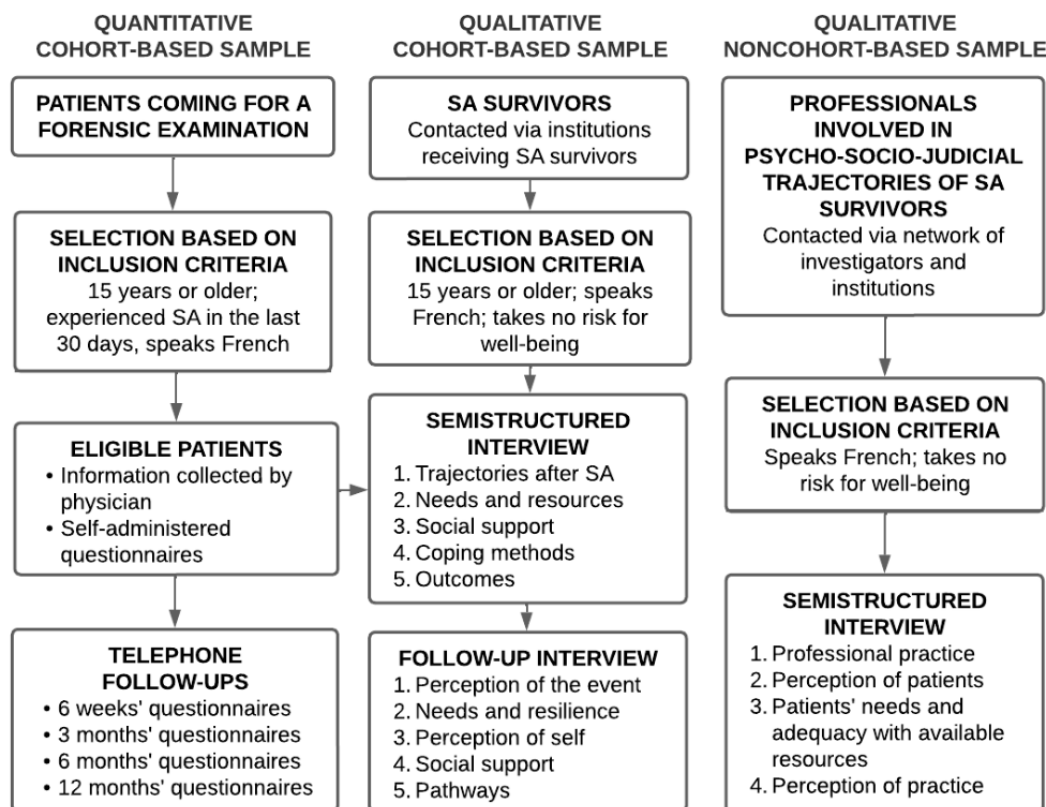 QUANTITATIVE
COHORT-BASED SAMPLE
PATIENTS COMING FOR A
FORENSIC EXAMINATION
SELECTION BASED ON
INCLUSION CRITERIA
15 years or older;
experienced SA in the last
30 days, speaks French
ELIGIBLE PATIENTS
• Information collected by
physician
• Self-administered
questionnaires
TELEPHONE
FOLLOW-UPS
• 6 weeks' questionnaires
• 3 months' questionnaires
• 6 months' questionnaires
• 12 months' questionnaires
QUALITATIVE
COHORT-BASED SAMPLE
SA SURVIVORS
Contacted via institutions
receiving SA survivors
SELECTION BASED ON
INCLUSION CRITERIA
15 years or older; speaks
French; takes no risk for
well-being
SEMISTRUCTURED
INTERVIEW
1. Trajectories after SA
2. Needs and resources
3. Social support
4. Coping methods
5. Outcomes
FOLLOW-UP INTERVIEW
1. Perception of the event
2. Needs and resilience
3. Perception of self
4. Social support
5. Pathways
QUALITATIVE
NONCOHORT-BASED SAMPLE
PROFESSIONALS
INVOLVED IN
PSYCHO-SOCIO-JUDICIAL
TRAJECTORIES OF SA
SURVIVORS
Contacted via network of
investigators and
institutions
SELECTION BASED ON
INCLUSION CRITERIA
Speaks French; takes no
risk for well-being
SEMISTRUCTURED
INTERVIEW
1. Professional practice
2. Perception of patients
3. Patients' needs and
adequacy with available
resources
4. Perception of practice